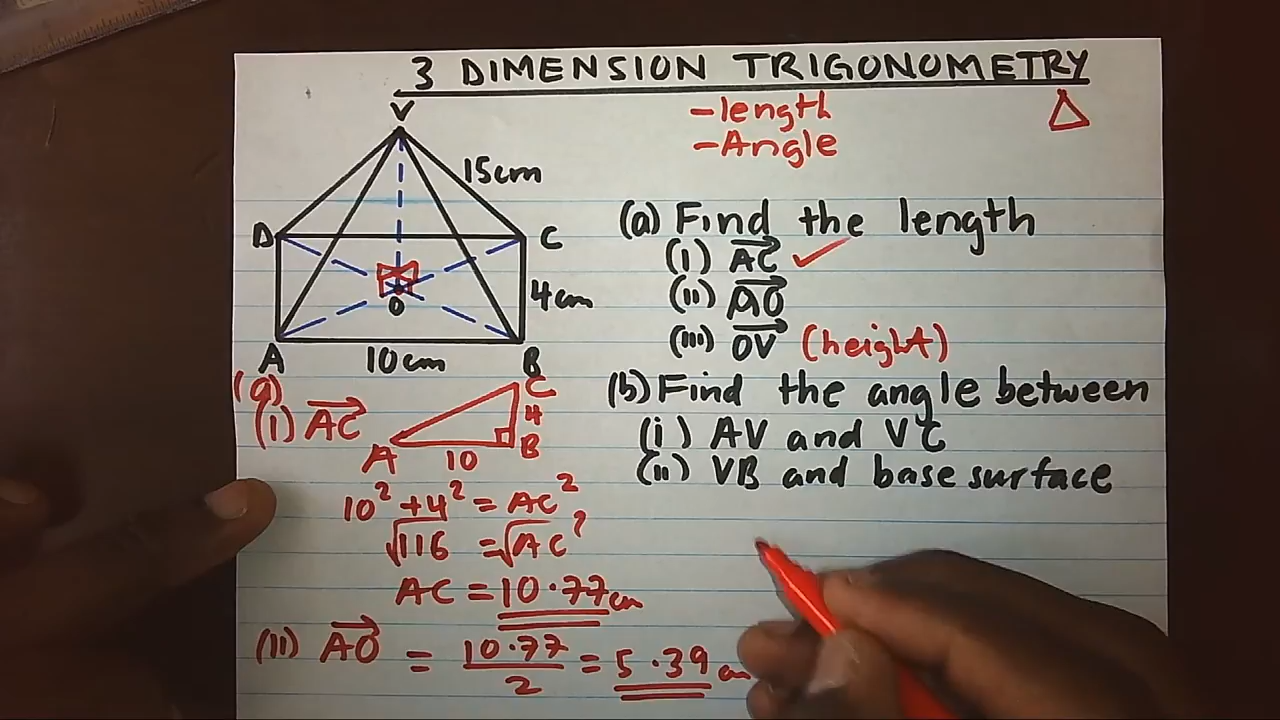 3 DIMENSION TRIGONOMETRY
-length
-Angle
Δ
V
15cm
D
C
4cm
O
A
10cm
B
(a) Find the length
(i) AC ✓
(ii) AO
(iii) OV (height)
(b) Find the angle between
(i) AV and VC
(ii) VB and base surface
(a)
(i) AC
C
4
A
10
B
10² + 4² = AC²
√116 = √AC²
AC = 10.77cm
(ii) AO = 10.77/2 = 5.39 cm